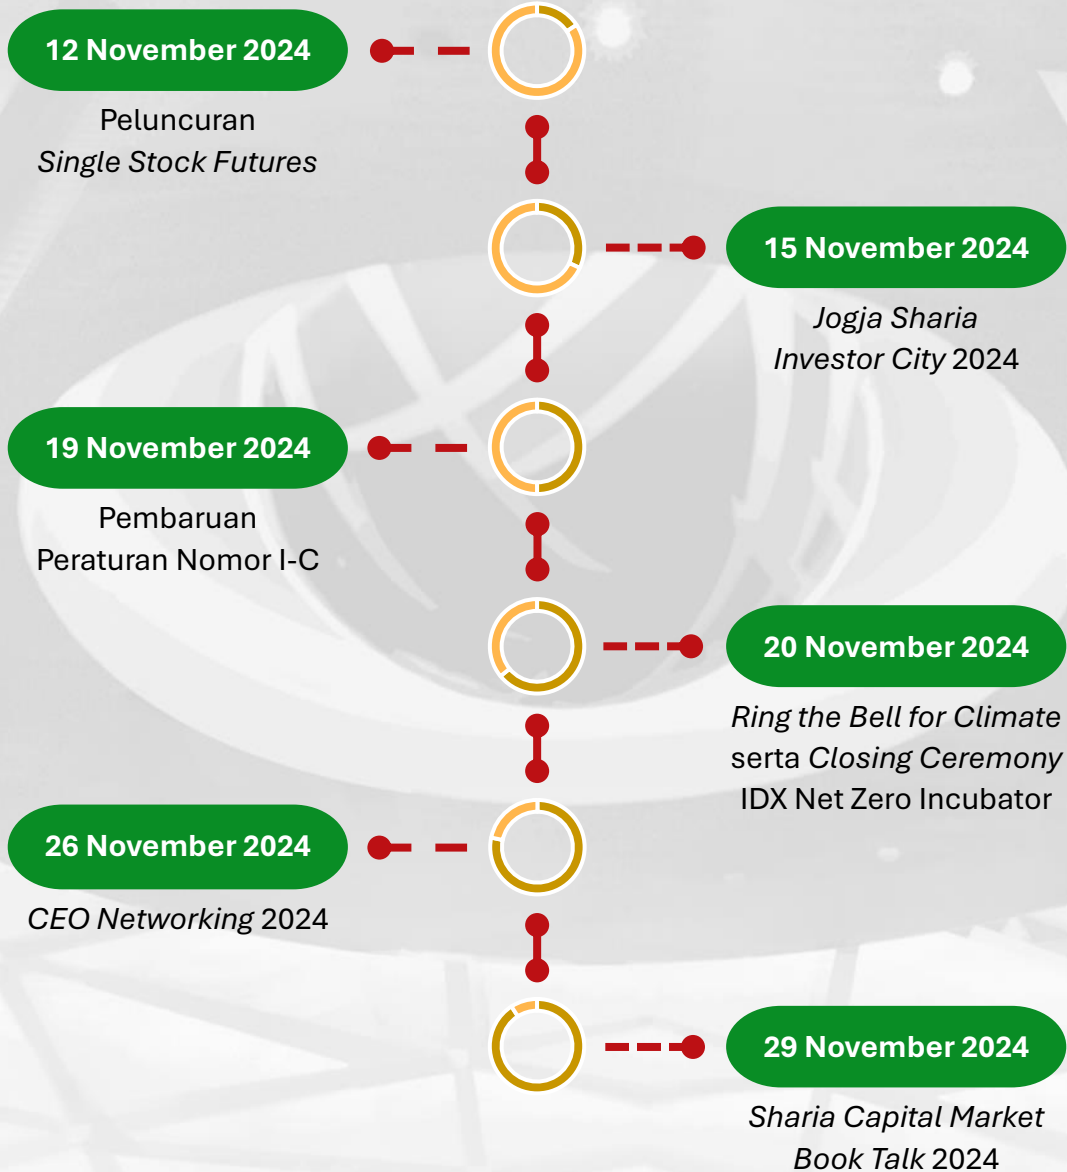 12 November 2024
Peluncuran
Single Stock Futures
15 November 2024
Jogja Sharia
Investor City 2024
19 November 2024
Pembaruan
Peraturan Nomor I-C
20 November 2024
Ring the Bell for Climate
serta Closing Ceremony
IDX Net Zero Incubator
26 November 2024
CEO Networking 2024
29 November 2024
Sharia Capital Market
Book Talk 2024